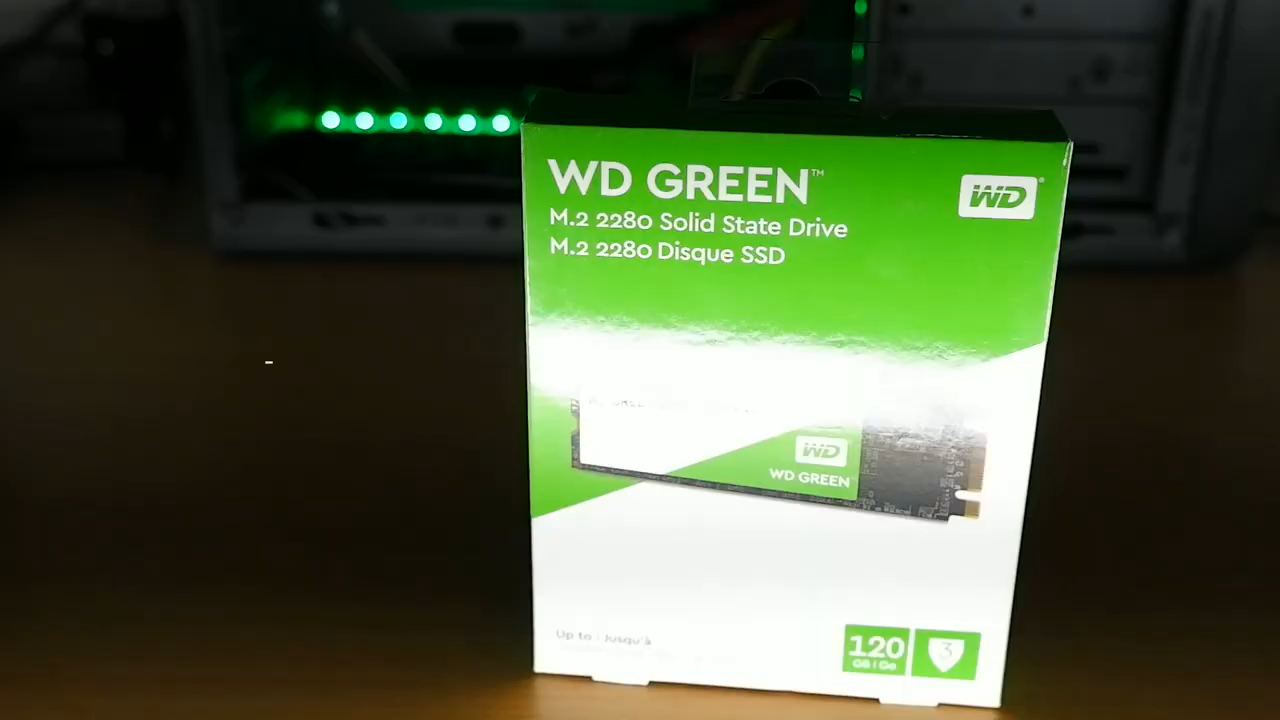 WD GREEN™
WD®
M.2 2280 Solid State Drive
M.2 2280 Disque SSD
WD
WD GREEN
Up to | Jusqu'à
120
GB | Go
3